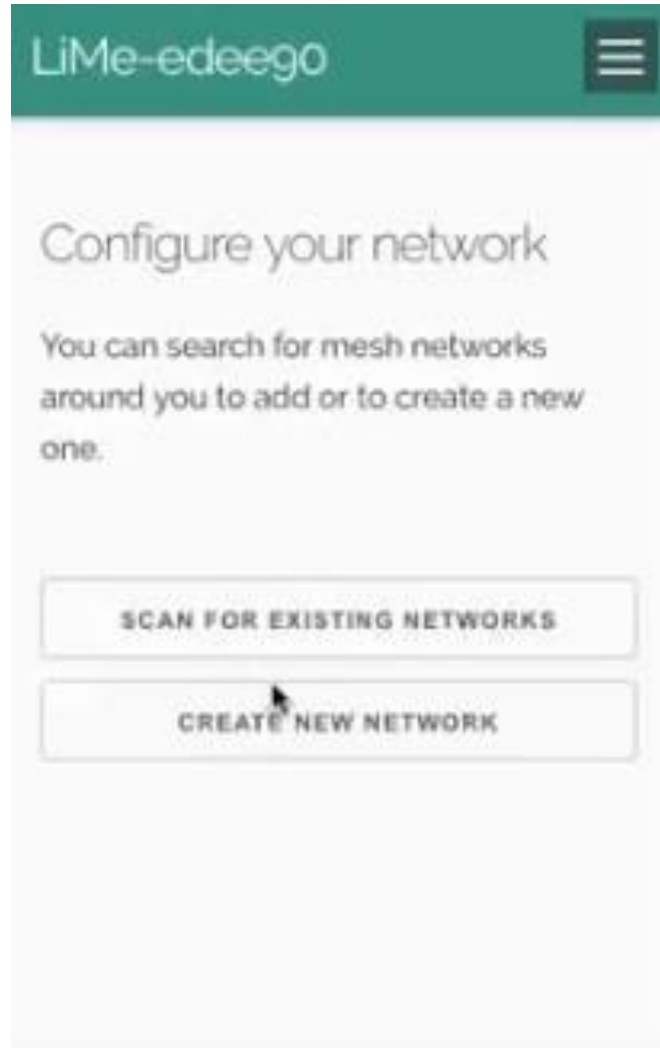 LiMe-edee90
Configure your network
You can search for mesh networks
around you to add or to create a new
one.
SCAN FOR EXISTING NETWORKS
CREATE NEW NETWORK